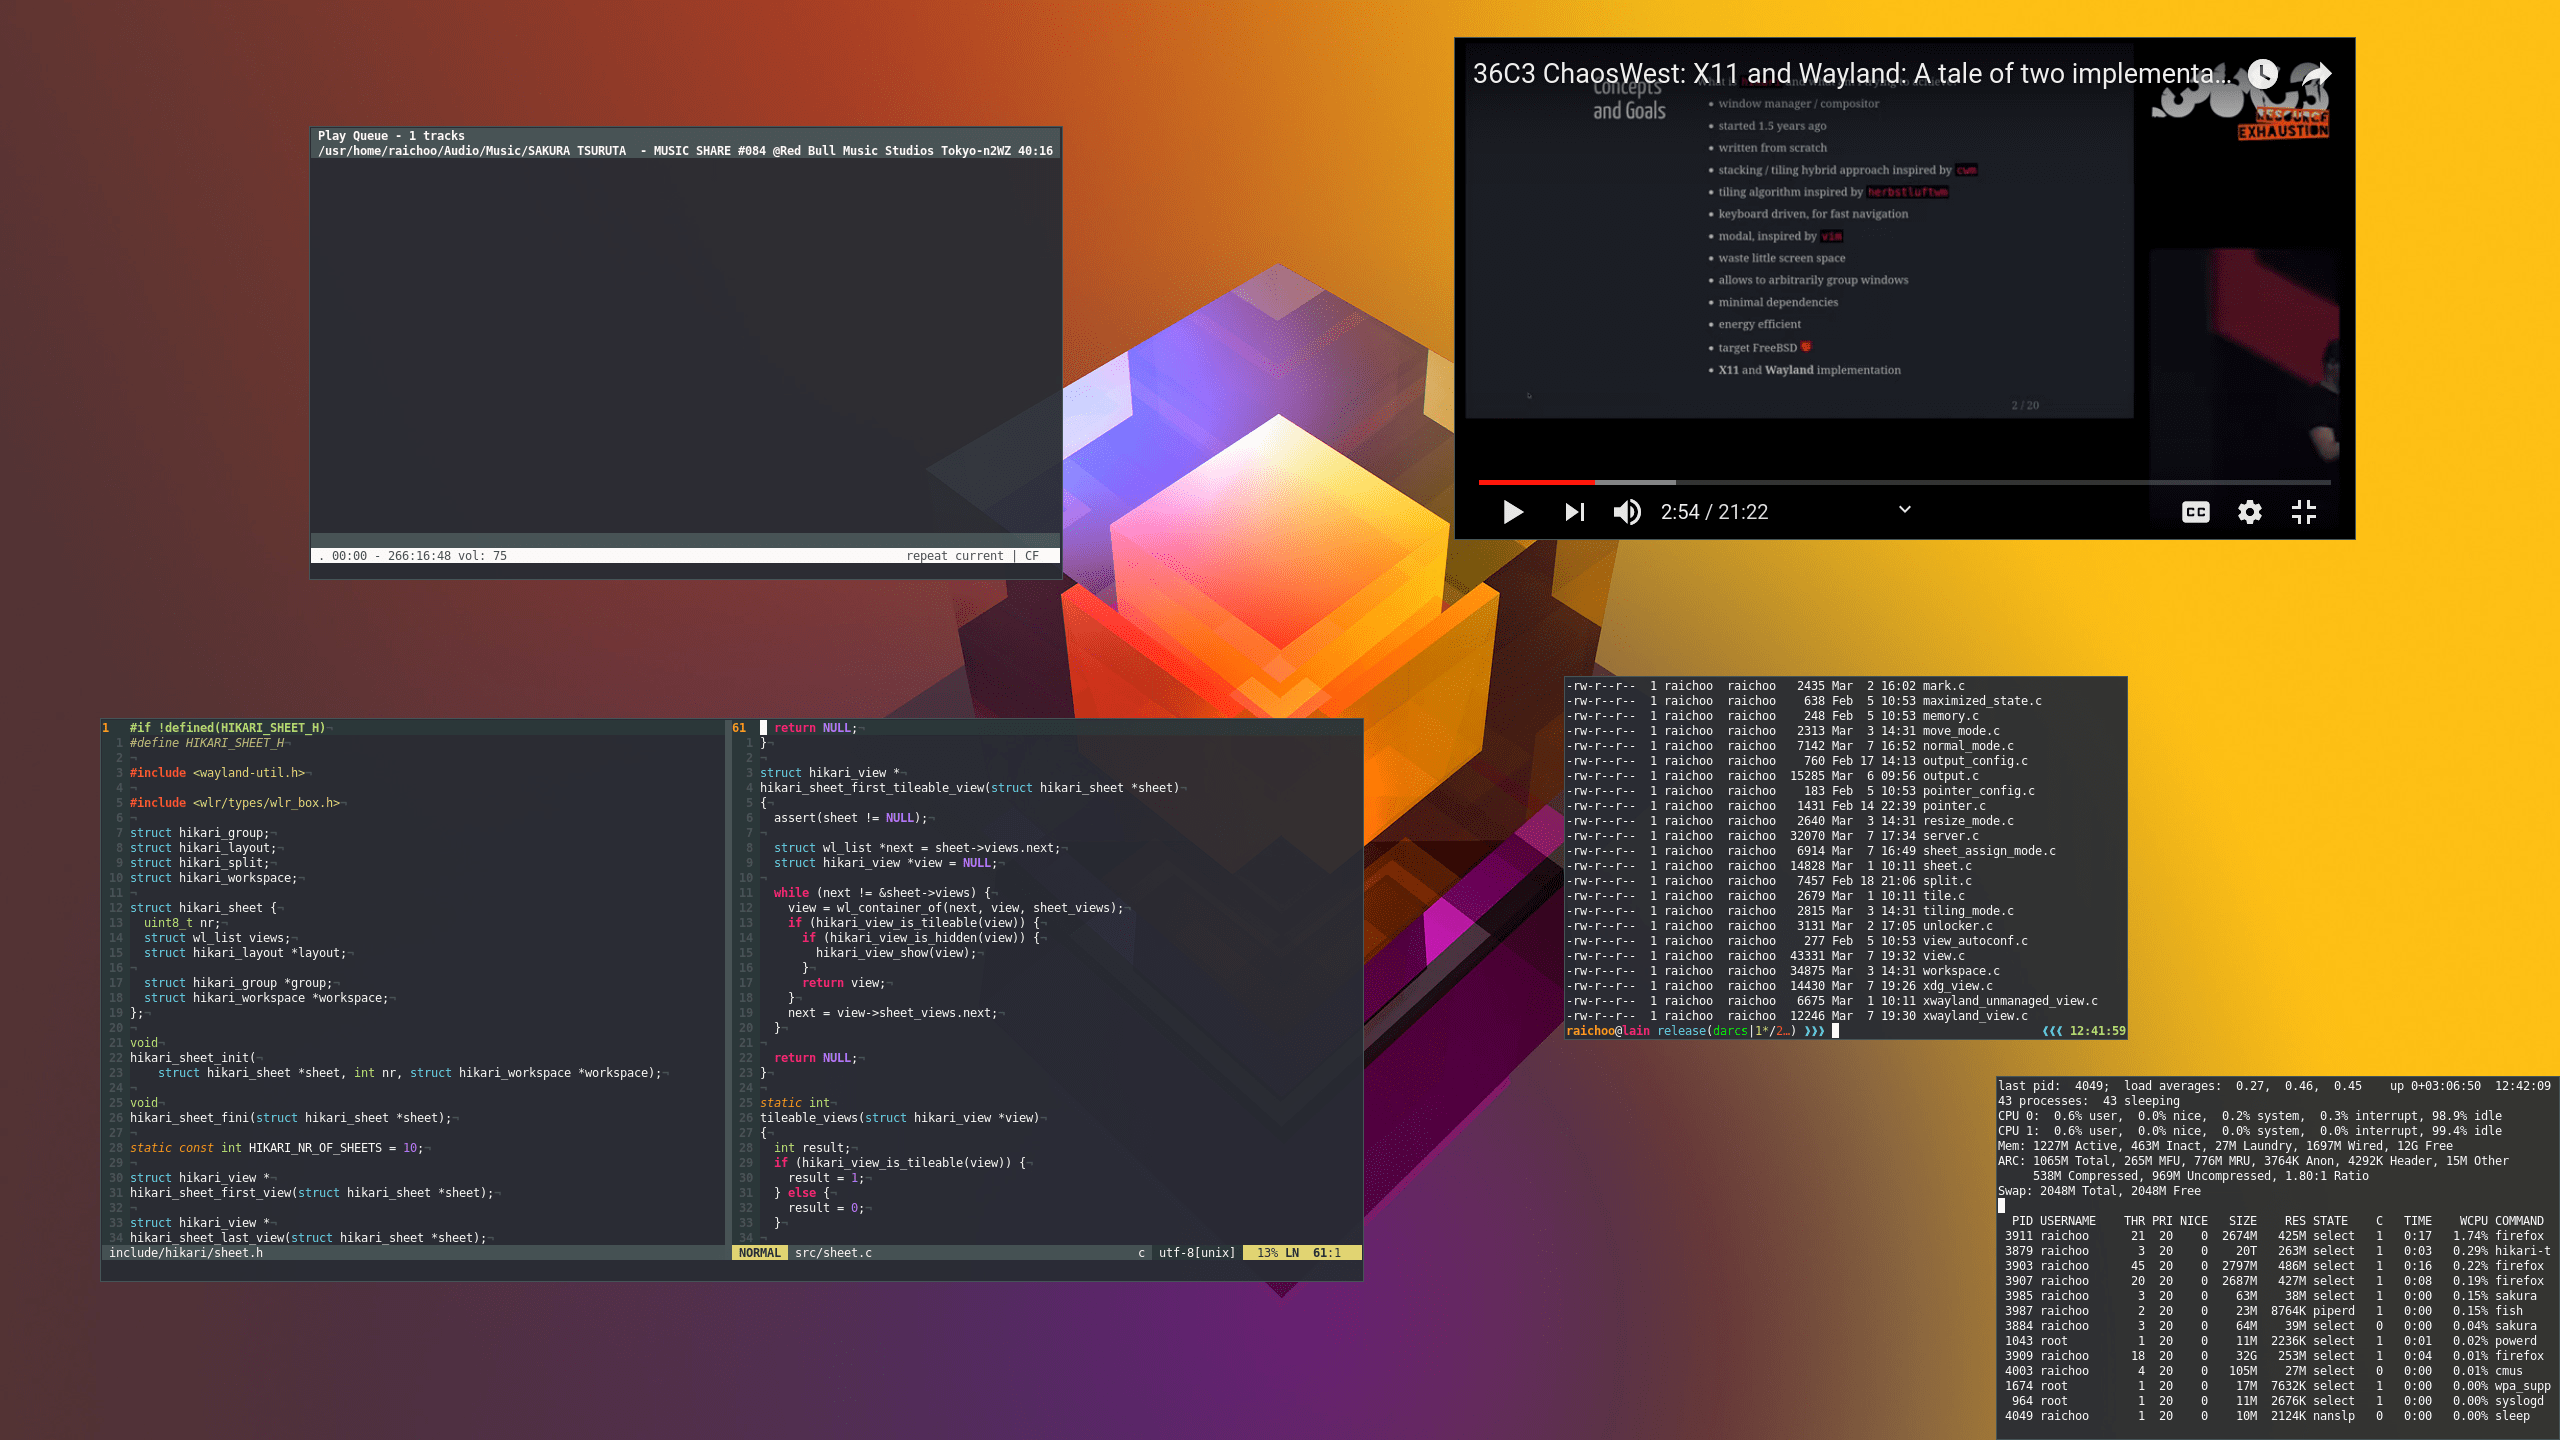 Play Queue - 1 tracks
/usr/home/raichoo/Audio/Music/SAKURA TSURUTA  - MUSIC SHARE #084 @Red Bull Music Studios Tokyo-n2WZ 40:16
. 00:00 - 266:16:48 vol: 75 repeat current | CF
36C3 ChaosWest: X11 and Wayland: A tale of two implementa...
Concepts
and Goals
• window manager / compositor
• started 1.5 years ago
• written from scratch
• stacking / tiling hybrid approach inspired by cwm
• tiling algorithm inspired by herbstluftwm
• keyboard driven, for fast navigation
• modal, inspired by vim
• waste little screen space
• allows to arbitrarily group windows
• minimal dependencies
• energy efficient
• target FreeBSD
• X11 and Wayland implementation
2 / 20
36C3
RESOURCE
EXHAUSTION
2:54 / 21:22
CC
1 #if !defined(HIKARI_SHEET_H)¬
1 #define HIKARI_SHEET_H¬
2 ¬
3 #include <wayland-util.h>¬
4 ¬
5 #include <wlr/types/wlr_box.h>¬
6 ¬
7 struct hikari_group;¬
8 struct hikari_layout;¬
9 struct hikari_split;¬
10 struct hikari_workspace;¬
11 ¬
12 struct hikari_sheet {¬
13   uint8_t nr;¬
14   struct wl_list views;¬
15   struct hikari_layout *layout;¬
16 ¬
17   struct hikari_group *group;¬
18   struct hikari_workspace *workspace;¬
19 };¬
20 ¬
21 void¬
22 hikari_sheet_init(¬
23     struct hikari_sheet *sheet, int nr, struct hikari_workspace *workspace);¬
24 ¬
25 void¬
26 hikari_sheet_fini(struct hikari_sheet *sheet);¬
27 ¬
28 static const int HIKARI_NR_OF_SHEETS = 10;¬
29 ¬
30 struct hikari_view *¬
31 hikari_sheet_first_view(struct hikari_sheet *sheet);¬
32 ¬
33 struct hikari_view *¬
34 hikari_sheet_last_view(struct hikari_sheet *sheet);¬
include/hikari/sheet.h
61   return NULL;¬
1 }¬
2 ¬
3 struct hikari_view *¬
4 hikari_sheet_first_tileable_view(struct hikari_sheet *sheet)¬
5 {¬
6   assert(sheet != NULL);¬
7 ¬
8   struct wl_list *next = sheet->views.next;¬
9   struct hikari_view *view = NULL;¬
10 ¬
11   while (next != &sheet->views) {¬
12     view = wl_container_of(next, view, sheet_views);¬
13     if (hikari_view_is_tileable(view)) {¬
14       if (hikari_view_is_hidden(view)) {¬
15         hikari_view_show(view);¬
16       }¬
17       return view;¬
18     }¬
19     next = view->sheet_views.next;¬
20   }¬
21 ¬
22   return NULL;¬
23 }¬
24 ¬
25 static int¬
26 tileable_views(struct hikari_view *view)¬
27 {¬
28   int result;¬
29   if (hikari_view_is_tileable(view)) {¬
30     result = 1;¬
31   } else {¬
32     result = 0;¬
33   }¬
34 ¬
NORMAL src/sheet.c c utf-8[unix] 13% LN 61:1
-rw-r--r--  1 raichoo  raichoo   2435 Mar  2 16:02 mark.c
-rw-r--r--  1 raichoo  raichoo    638 Feb  5 10:53 maximized_state.c
-rw-r--r--  1 raichoo  raichoo    248 Feb  5 10:53 memory.c
-rw-r--r--  1 raichoo  raichoo   2313 Mar  3 14:31 move_mode.c
-rw-r--r--  1 raichoo  raichoo   7142 Mar  7 16:52 normal_mode.c
-rw-r--r--  1 raichoo  raichoo    760 Feb 17 14:13 output_config.c
-rw-r--r--  1 raichoo  raichoo  15285 Mar  6 09:56 output.c
-rw-r--r--  1 raichoo  raichoo    183 Feb  5 10:53 pointer_config.c
-rw-r--r--  1 raichoo  raichoo   1431 Feb 14 22:39 pointer.c
-rw-r--r--  1 raichoo  raichoo   2640 Mar  3 14:31 resize_mode.c
-rw-r--r--  1 raichoo  raichoo  32070 Mar  7 17:34 server.c
-rw-r--r--  1 raichoo  raichoo   6914 Mar  7 16:49 sheet_assign_mode.c
-rw-r--r--  1 raichoo  raichoo  14828 Mar  1 10:11 sheet.c
-rw-r--r--  1 raichoo  raichoo   7457 Feb 18 21:06 split.c
-rw-r--r--  1 raichoo  raichoo   2679 Mar  1 10:11 tile.c
-rw-r--r--  1 raichoo  raichoo   2815 Mar  3 14:31 tiling_mode.c
-rw-r--r--  1 raichoo  raichoo   3131 Mar  2 17:05 unlocker.c
-rw-r--r--  1 raichoo  raichoo    277 Feb  5 10:53 view_autoconf.c
-rw-r--r--  1 raichoo  raichoo  43331 Mar  7 19:32 view.c
-rw-r--r--  1 raichoo  raichoo  34875 Mar  3 14:31 workspace.c
-rw-r--r--  1 raichoo  raichoo  14430 Mar  7 19:26 xdg_view.c
-rw-r--r--  1 raichoo  raichoo   6675 Mar  1 10:11 xwayland_unmanaged_view.c
-rw-r--r--  1 raichoo  raichoo  12246 Mar  7 19:30 xwayland_view.c
raichoo@lain release(darcs|1*/2…) ❯❯❯ ❮❮❮ 12:41:59
last pid:  4049;  load averages:  0.27,  0.46,  0.45    up 0+03:06:50  12:42:09
43 processes:  43 sleeping
CPU 0:  0.6% user,  0.0% nice,  0.2% system,  0.3% interrupt, 98.9% idle
CPU 1:  0.6% user,  0.0% nice,  0.0% system,  0.0% interrupt, 99.4% idle
Mem: 1227M Active, 463M Inact, 27M Laundry, 1697M Wired, 12G Free
ARC: 1065M Total, 265M MFU, 776M MRU, 3764K Anon, 4292K Header, 15M Other
538M Compressed, 969M Uncompressed, 1.80:1 Ratio
Swap: 2048M Total, 2048M Free
PID USERNAME    THR PRI NICE   SIZE    RES STATE    C   TIME    WCPU COMMAND
3911 raichoo      21  20    0  2674M   425M select   1   0:17   1.74% firefox
3879 raichoo       3  20    0    20T   263M select   1   0:03   0.29% hikari-t
3903 raichoo      45  20    0  2797M   486M select   1   0:16   0.22% firefox
3907 raichoo      20  20    0  2687M   427M select   1   0:08   0.19% firefox
3985 raichoo       3  20    0    63M    38M select   1   0:00   0.15% sakura
3987 raichoo       2  20    0    23M  8764K piperd   1   0:00   0.15% fish
3884 raichoo       3  20    0    64M    39M select   0   0:00   0.04% sakura
1043 root          1  20    0    11M  2236K select   1   0:01   0.02% powerd
3909 raichoo      18  20    0    32G   253M select   1   0:04   0.01% firefox
4003 raichoo       4  20    0   105M    27M select   0   0:00   0.01% cmus
1674 root          1  20    0    17M  7632K select   1   0:00   0.00% wpa_supp
964 root          1  20    0    11M  2676K select   1   0:00   0.00% syslogd
4049 raichoo       1  20    0    10M  2124K nanslp   0   0:00   0.00% sleep